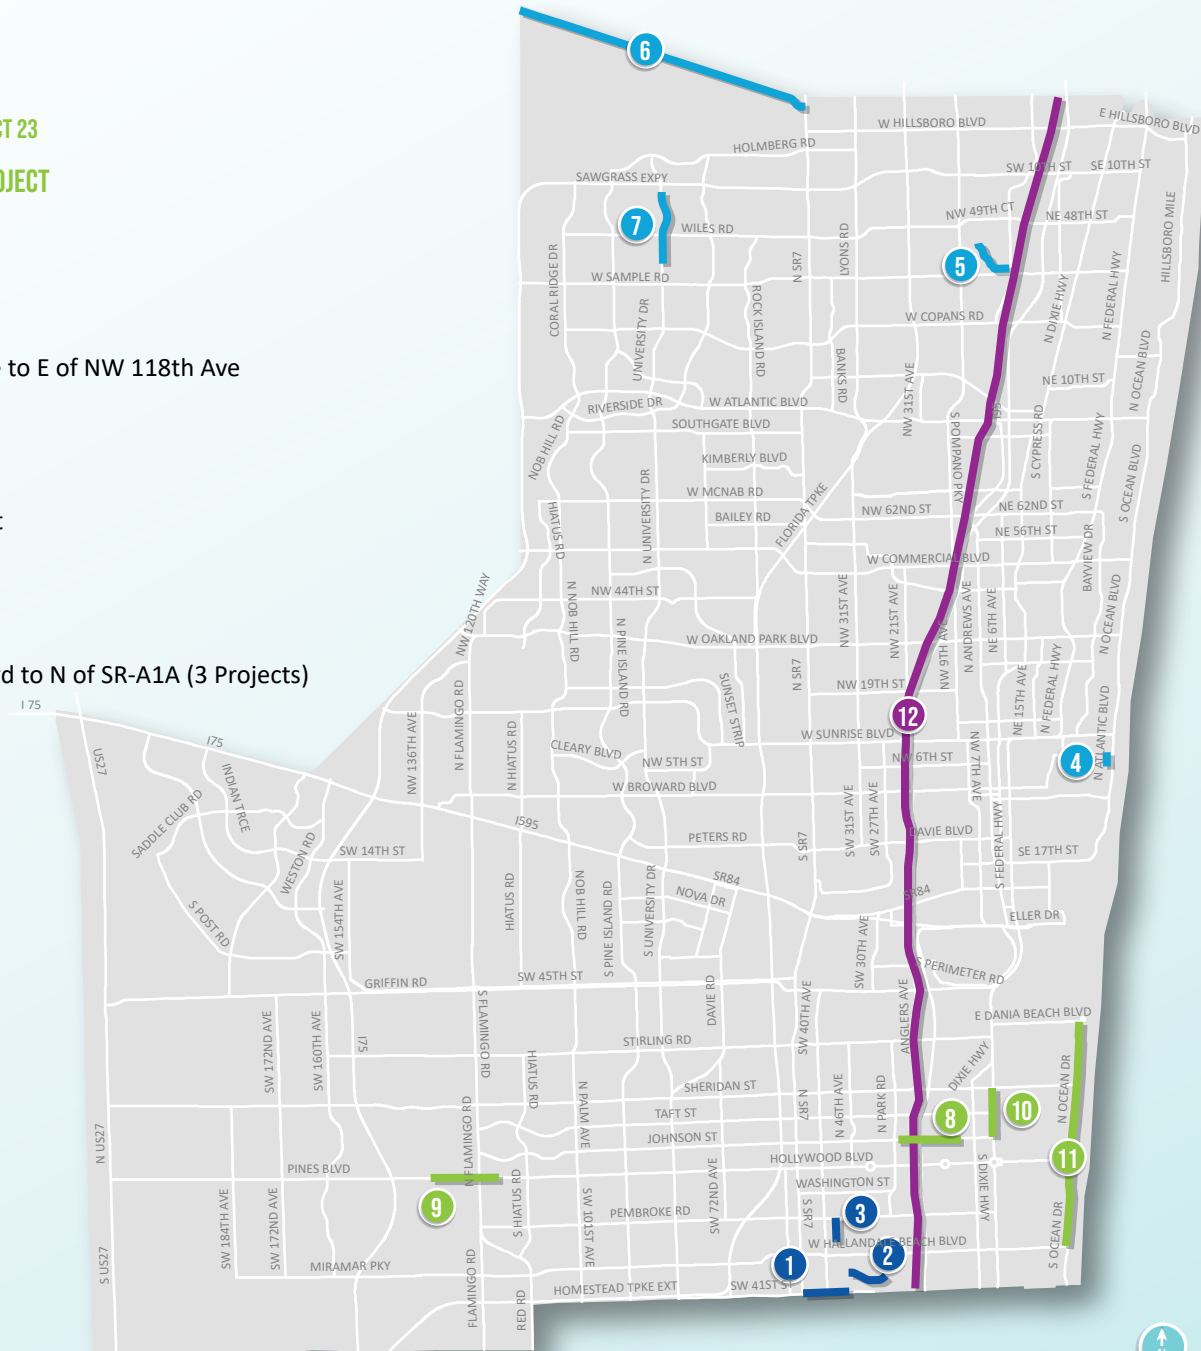 6
CT 23
OJECT
E HILLSBORO BLVD
W HILLSBORO BLVD
HOLMBERG RD
SW 10TH ST
SE 10TH ST
SAWGRASS EXPY
7
WILES RD
NW 49TH CT
NE 48TH ST
HILLSBORO MILE
CORAL RIDGE DR
N SR7
LYONS RD
5
W SAMPLE RD
N DIXIE HWY
N FEDERAL HWY
UNIVERSITY DR
ROCK ISLAND RD
W COPANS RD
e to E of NW 118th Ave
BANKS RD
NW 31ST AVE
NE 10TH ST
N OCEAN BLVD
RIVERSIDE DR
W ATLANTIC BLVD
I95
SOUTHGATE BLVD
NOB HILL RD
S POMPANO PKY
S CYPRESS RD
S FEDERAL HWY
KIMBERLY BLVD
S OCEAN BLVD
W MCNAB RD
t
BAILEY RD
FLORIDA TPKE
NW 62ND ST
NE 62ND ST
HIATUS RD
N UNIVERSITY DR
NE 56TH ST
W COMMERCIAL BLVD
BAYVIEW DR
NW 44TH ST
NW 120TH WAY
N NOB HILL RD
N PINE ISLAND RD
NW 31ST AVE
NW 21ST AVE
NW 9TH AVE
N ANDREWS AVE
NE 6TH AVE
N OCEAN BLVD
W OAKLAND PARK BLVD
rd to N of SR-A1A (3 Projects)
N SR7
NW 19TH ST
NE 15TH AVE
N FEDERAL HWY
I 75
SUNSET STRIP
12
N FLAMINGO RD
N HIATUS RD
NW 136TH AVE
I75
US27
CLEARY BLVD
W SUNRISE BLVD
N ATLANTIC BLVD
NW 5TH ST
NW 6TH ST
NW 7TH AVE
4
W BROWARD BLVD
INDIAN TRCE
SADDLE CLUB RD
I595
PETERS RD
S SR7
SW 31ST AVE
SW 27TH AVE
DAVIE BLVD
S FEDERAL HWY
SE 17TH ST
WESTON RD
SW 14TH ST
SR84
NOVA DR
SR84
S POST RD
SW 154TH AVE
HIATUS RD
NOB HILL RD
S PINE ISLAND RD
S UNIVERSITY DR
ELLER DR
SW 30TH AVE
S PERIMETER RD
GRIFFIN RD
SW 45TH ST
DAVIE RD
E DANIA BEACH BLVD
SW 172ND AVE
SW 160TH AVE
I75
S FLAMINGO RD
STIRLING RD
SW 40TH AVE
ANGLERS AVE
HIATUS RD
N PALM AVE
SHERIDAN ST
N SR7
N 46TH AVE
N PARK RD
DIXIE HWY
N OCEAN DR
TAFT ST
8
10
N US27
N FLAMINGO RD
JOHNSON ST
HOLLYWOOD BLVD
11
PINES BLVD
S DIXIE HWY
WASHINGTON ST
9
SW 184TH AVE
SW 172ND AVE
S HIATUS RD
SW 101ST AVE
SW 72ND AVE
PEMBROKE RD
S SR7
3
S OCEAN DR
W HALLANDALE BEACH BLVD
S US27
1
2
MIRAMAR PKY
FLAMINGO RD
RED RD
HOMESTEAD TPKE EXT
SW 41ST ST